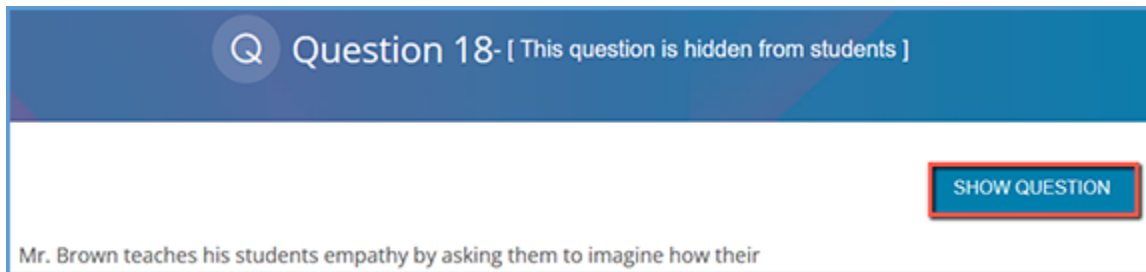 Q Question 18- [ This question is hidden from students ]
SHOW QUESTION
Mr. Brown teaches his students empathy by asking them to imagine how their